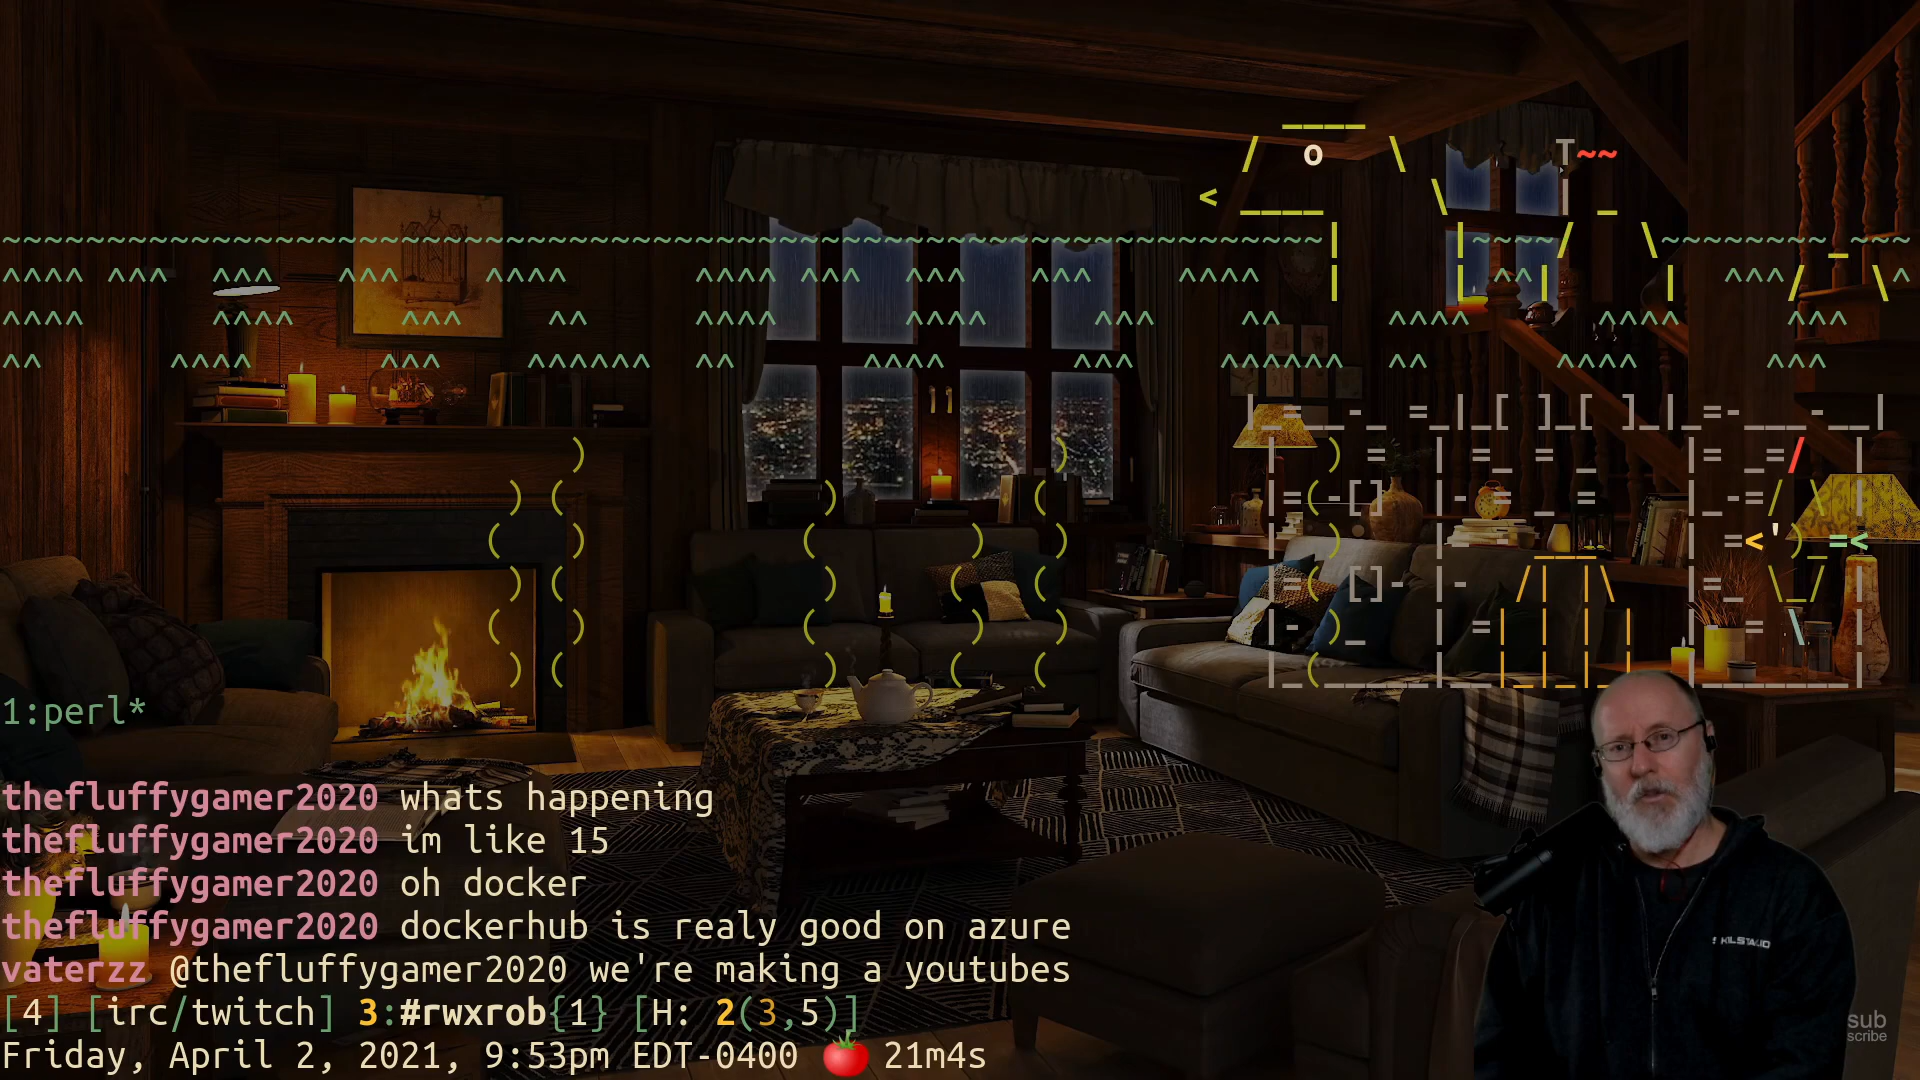 1:perl*
thefluffygamer2020 whats happening
thefluffygamer2020 im like 15
thefluffygamer2020 oh docker
thefluffygamer2020 dockerhub is realy good on azure
vaterzz @thefluffygamer2020 we're making a youtubes
[4] [irc/twitch] 3:#rwxrob{1} [H: 2(3,5)]
Friday, April 2, 2021, 9:53pm EDT-0400 🍅 21m4s
sub
scribe